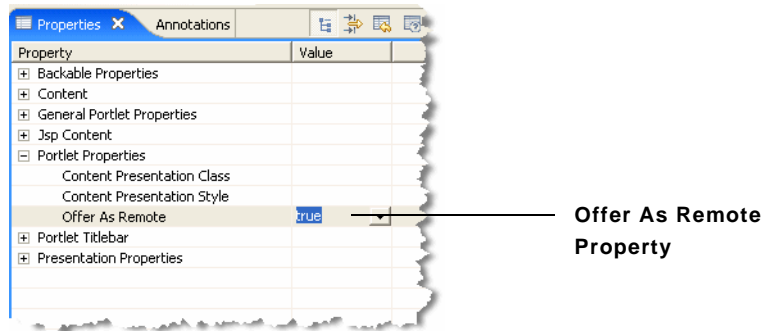 Properties Annotations
Property Value
Backable Properties
Content
General Portlet Properties
Jsp Content
Portlet Properties
Content Presentation Class
Content Presentation Style
Offer As Remote true
Portlet Titlebar
Presentation Properties
Offer As Remote
Property